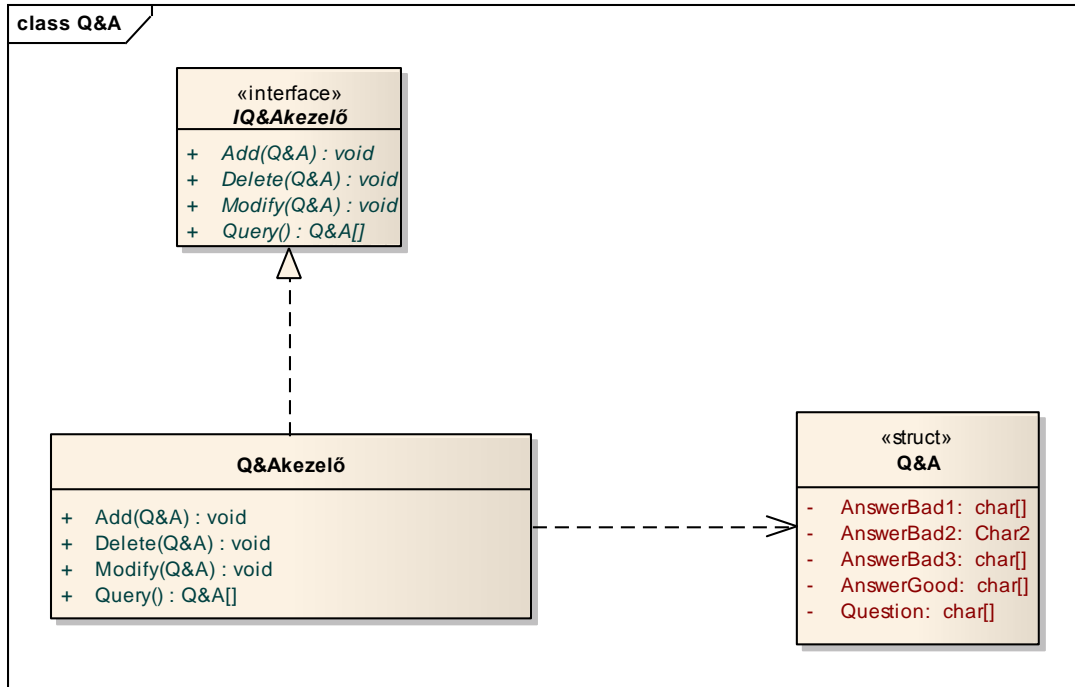 class Q&A
«interface»
IQ&Akezelő
+ Add(Q&A) : void
+ Delete(Q&A) : void
+ Modify(Q&A) : void
+ Query() : Q&A[]
Q&Akezelő
+ Add(Q&A) : void
+ Delete(Q&A) : void
+ Modify(Q&A) : void
+ Query() : Q&A[]
«struct»
Q&A
- AnswerBad1: char[]
- AnswerBad2: Char2
- AnswerBad3: char[]
- AnswerGood: char[]
- Question: char[]